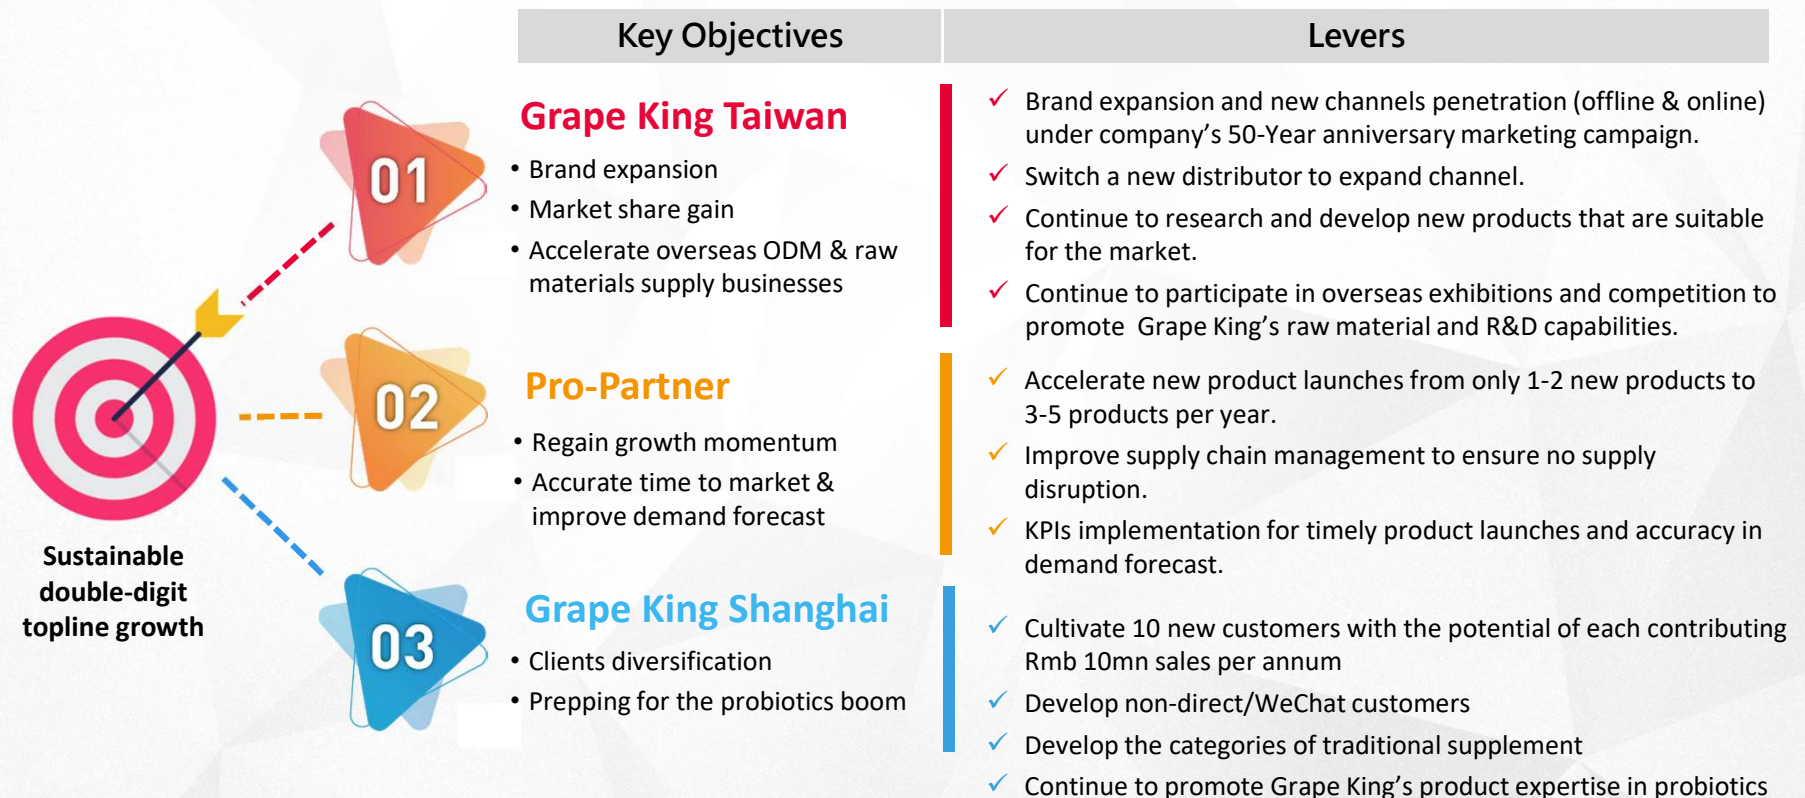 Key Objectives
Levers
01
Grape King Taiwan
• Brand expansion
• Market share gain
• Accelerate overseas ODM & raw
materials supply businesses
✓ Brand expansion and new channels penetration (offline & online)
under company’s 50-Year anniversary marketing campaign.
✓ Switch a new distributor to expand channel.
✓ Continue to research and develop new products that are suitable
for the market.
✓ Continue to participate in overseas exhibitions and competition to
promote  Grape King’s raw material and R&D capabilities.
02
Pro-Partner
• Regain growth momentum
• Accurate time to market &
improve demand forecast
✓ Accelerate new product launches from only 1-2 new products to
3-5 products per year.
✓ Improve supply chain management to ensure no supply
disruption.
✓ KPIs implementation for timely product launches and accuracy in
demand forecast.
Sustainable
double-digit
topline growth
03
Grape King Shanghai
• Clients diversification
• Prepping for the probiotics boom
✓ Cultivate 10 new customers with the potential of each contributing
Rmb 10mn sales per annum
✓ Develop non-direct/WeChat customers
✓ Develop the categories of traditional supplement
✓ Continue to promote Grape King’s product expertise in probiotics